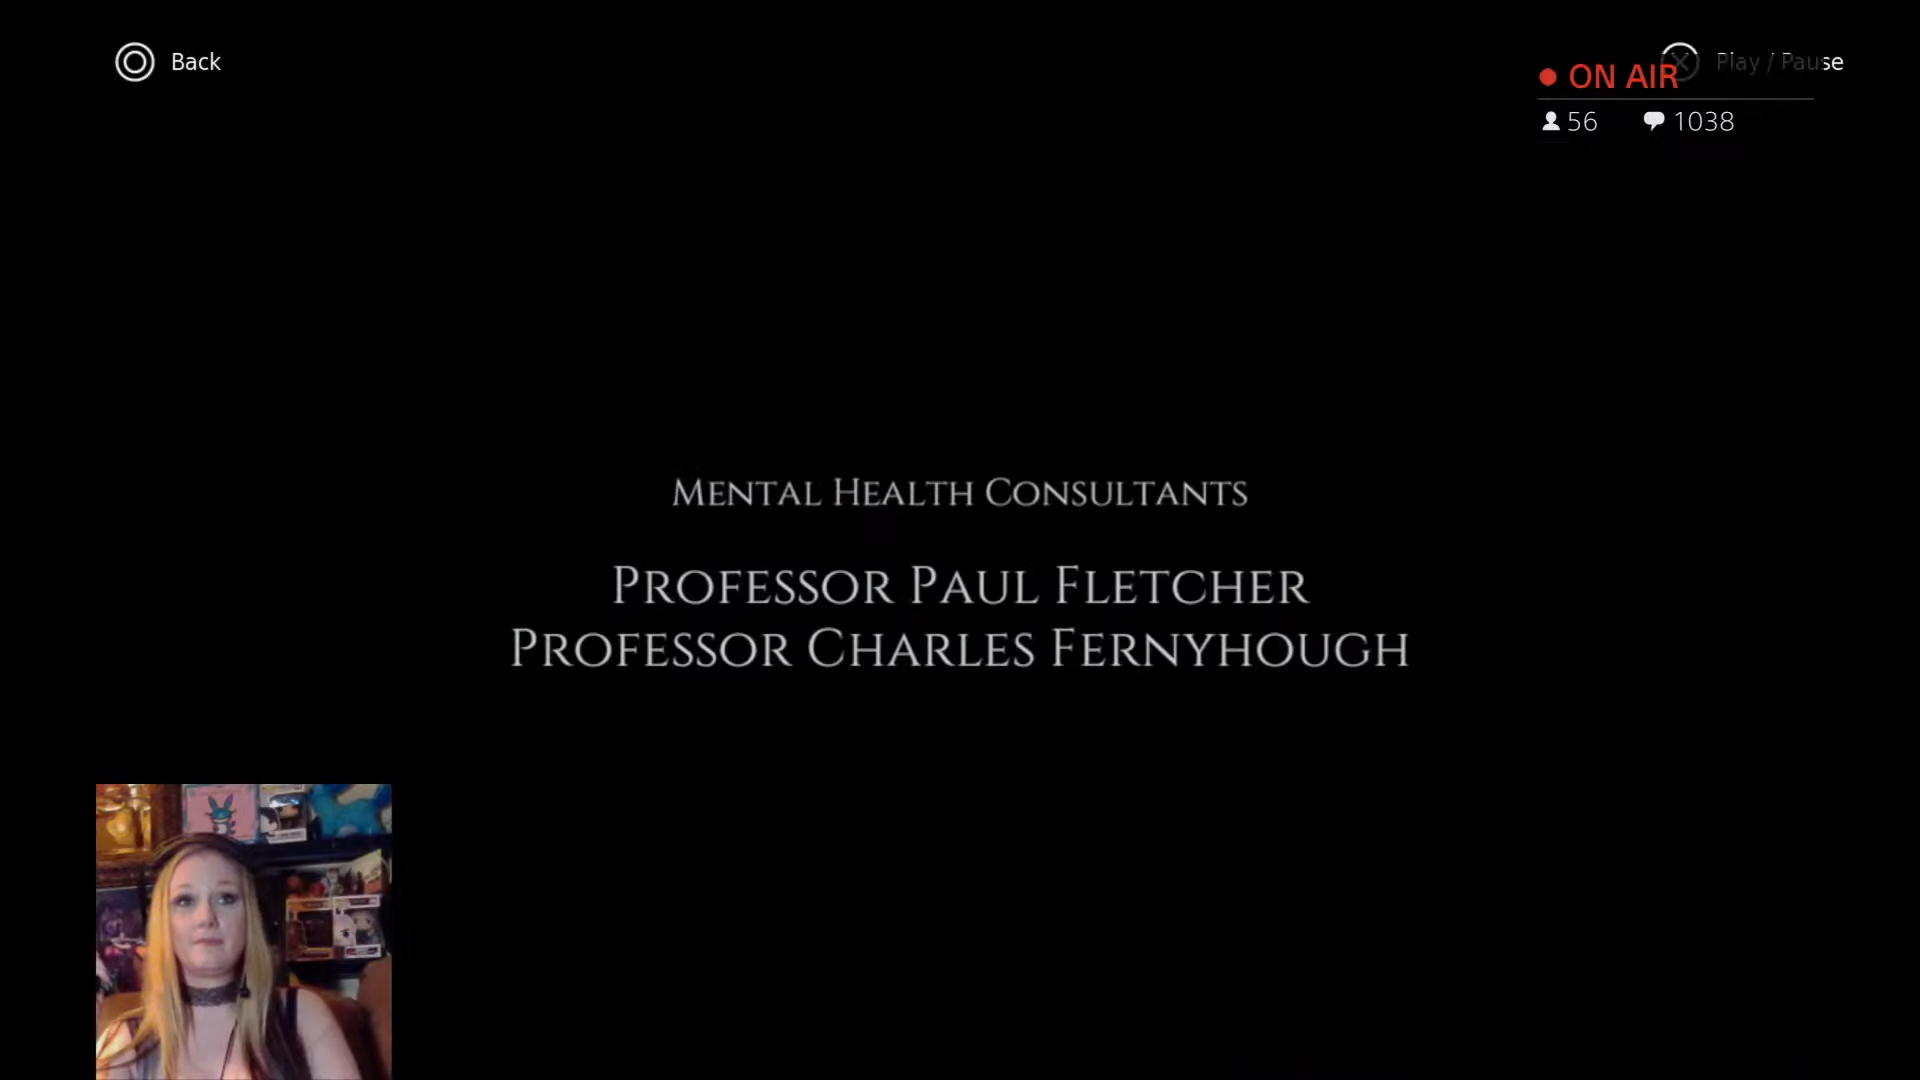 Back
Play / Pause
ON AIR
56 1038
MENTAL HEALTH CONSULTANTS
PROFESSOR PAUL FLETCHER
PROFESSOR CHARLES FERNYHOUGH